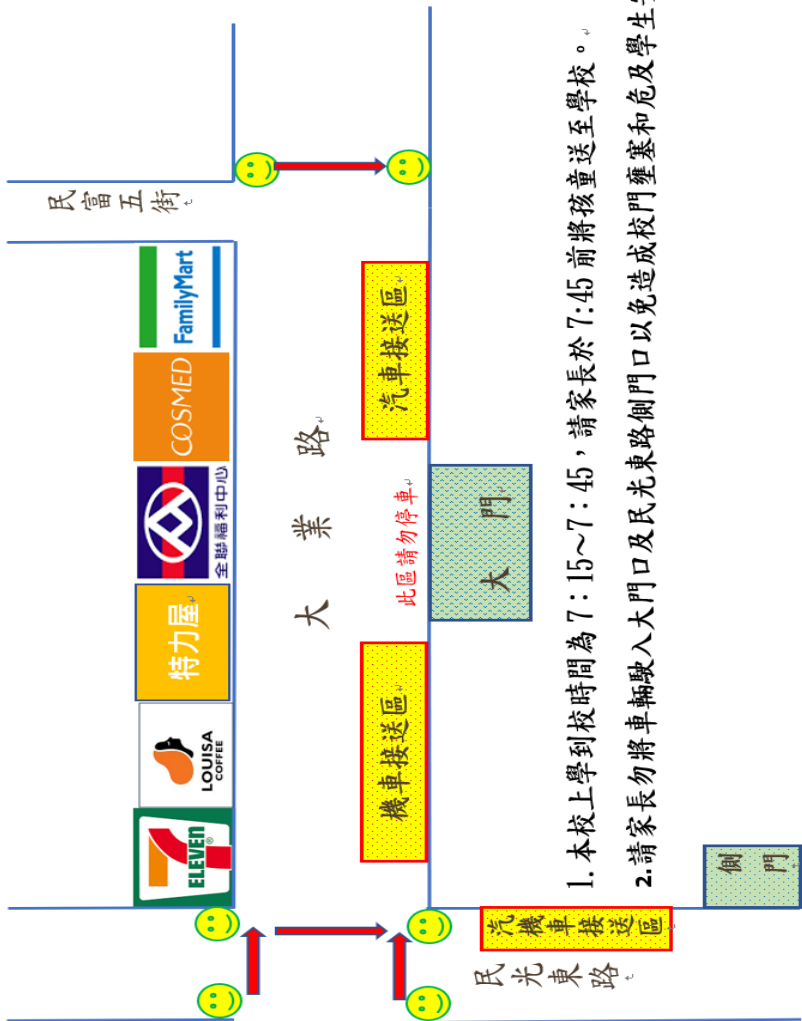 民富五街
7
ELEVEn
LOUISA
COFFEE
特力屋
全聯福利中心
COSMED
FamilyMart
大業路
機車接送區
此區請勿停車
汽車接送區
大門
民光東路
汽機車接送區
側門
1. 本校上學到校時間為 7：15～7：45，請家長於 7:45 前將孩童送至學校。
2. 請家長勿將車輛駛入大門口及民光東路側門口以免造成校門壅塞和危及學生